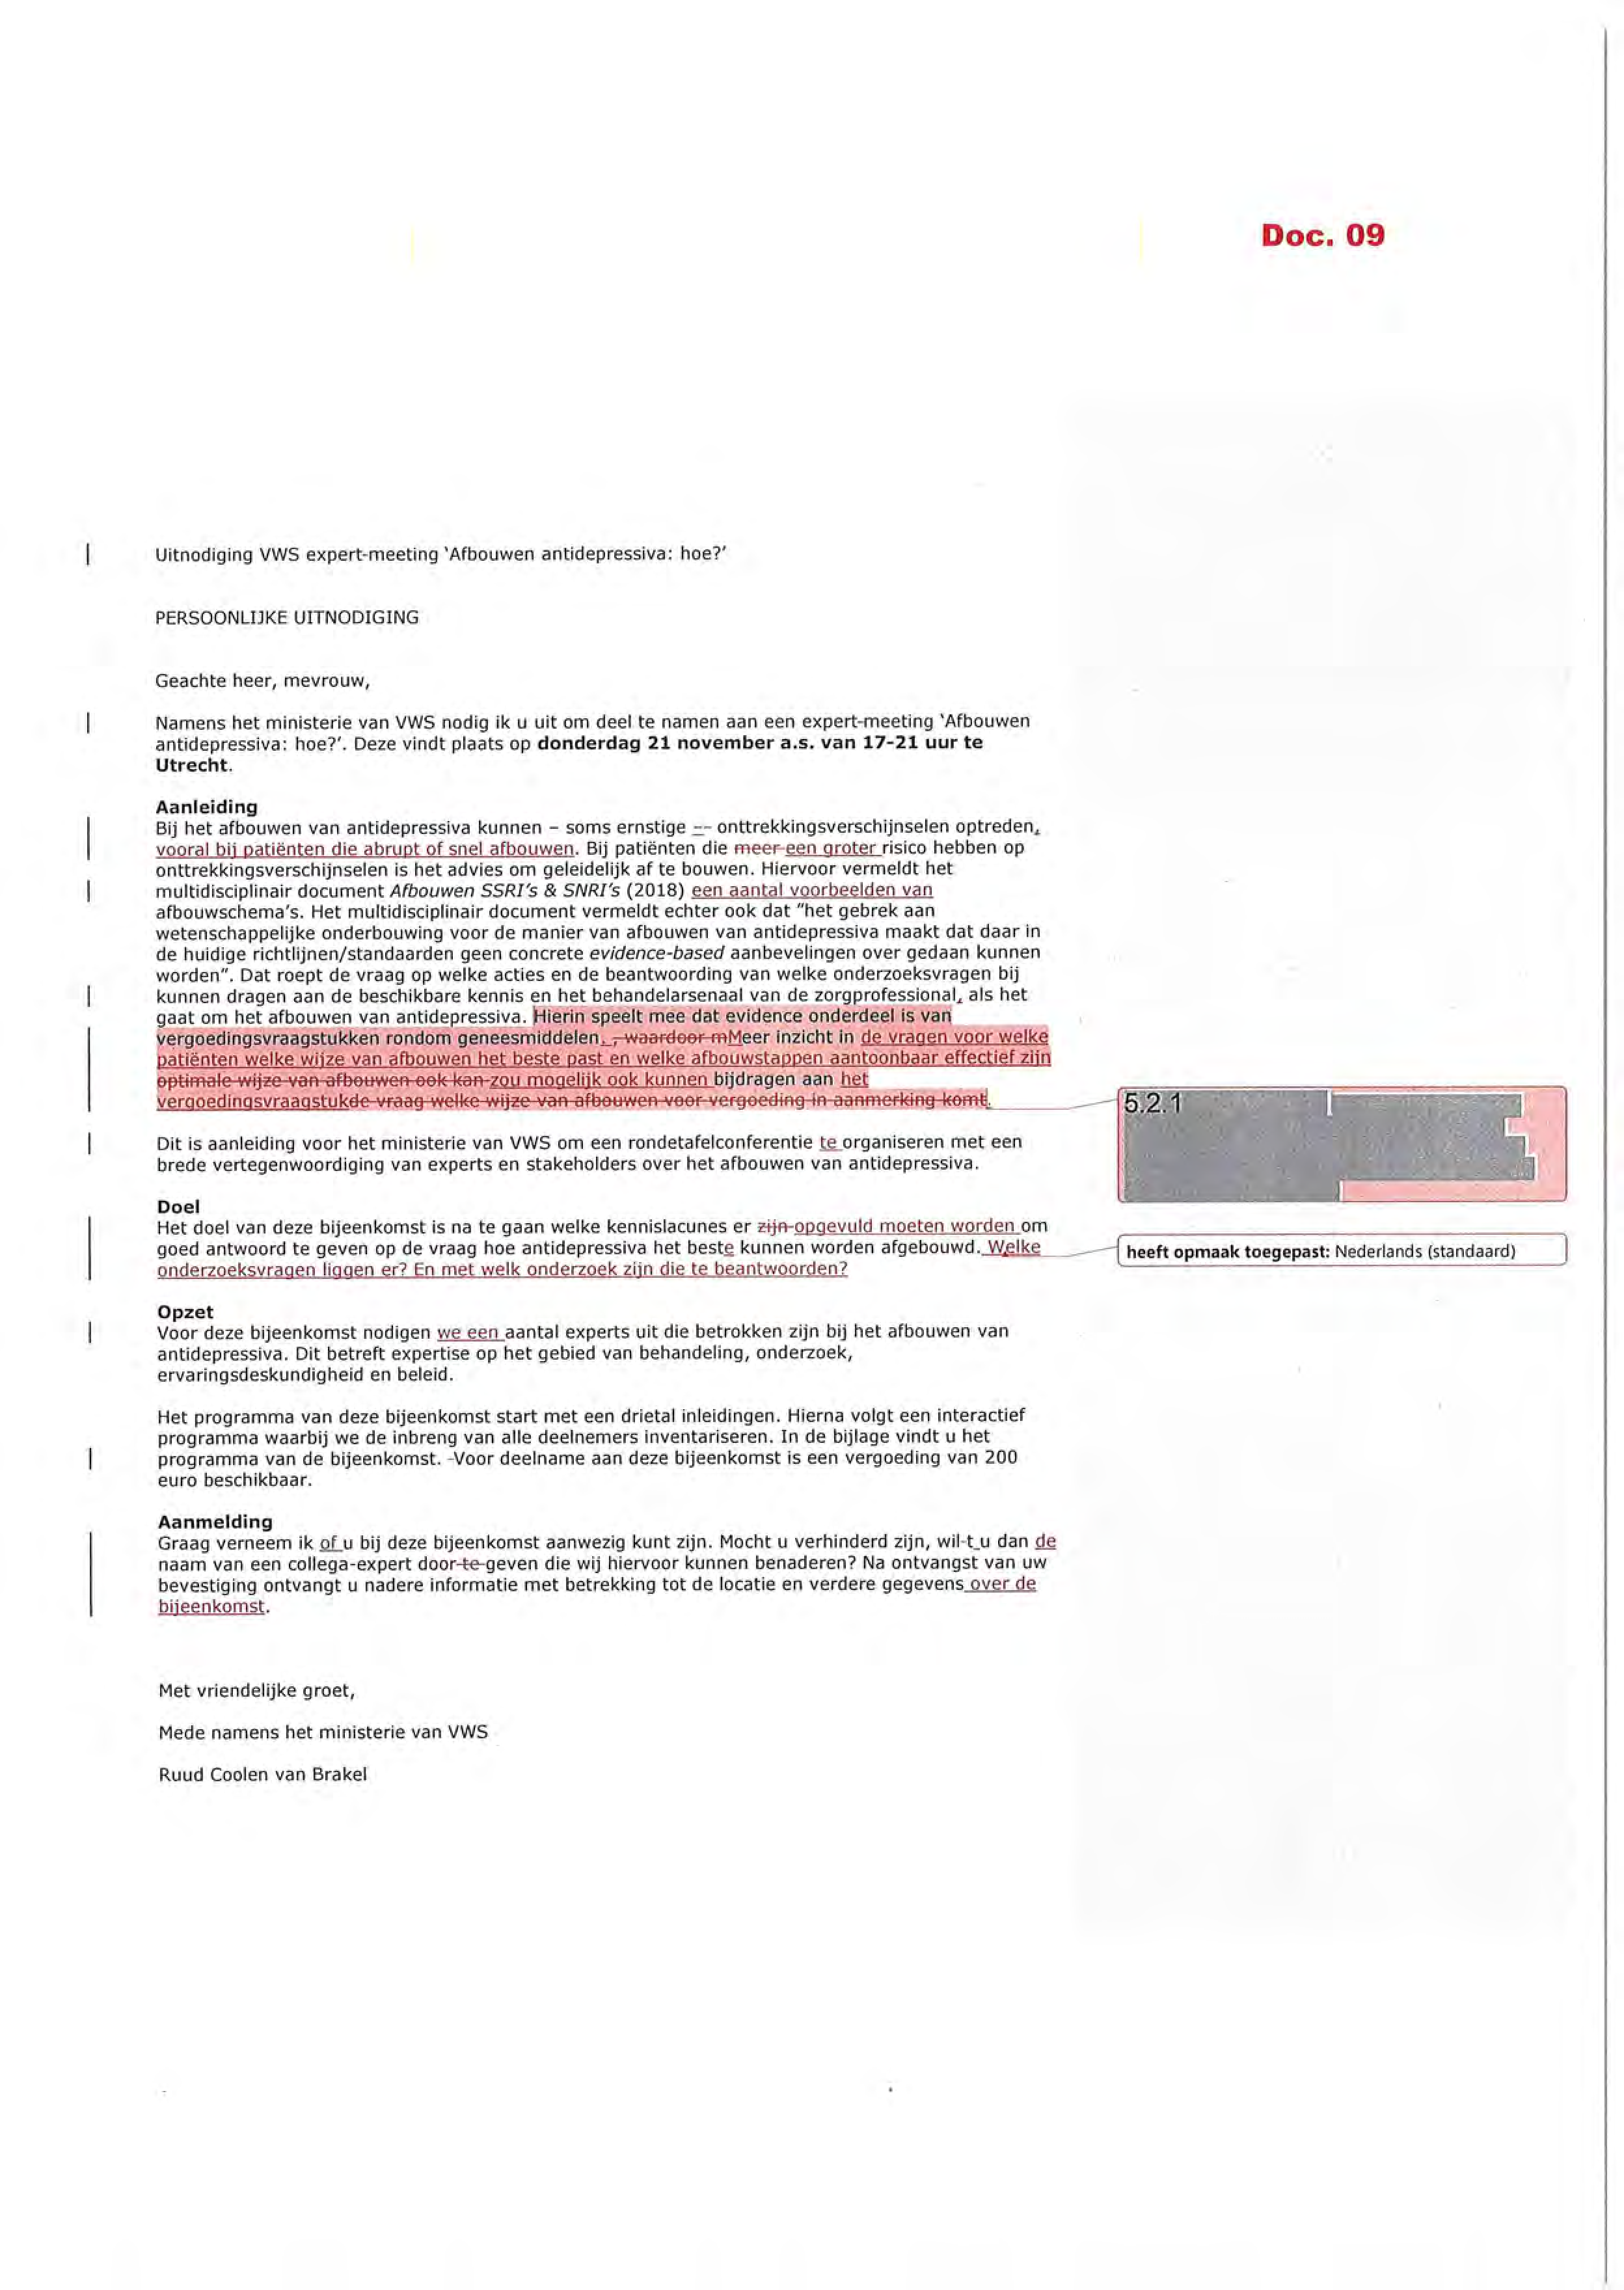 Doc. 09
Uitnodiging VWS expert-meeting 'Afbouwen antidepressiva: hoe?'
PERSOONLIJKE UITNODIGING
Geachte heer, mevrouw,
Namens het ministerie van VWS nodig ik u uit om deel te namen aan een expert-meeting 'Afbouwen
antidepressiva: hoe?'. Deze vindt plaats op donderdag 21 november a.s. van 17-21 uur te
Utrecht.
Aanleiding
Bij het afbouwen van antidepressiva kunnen – soms ernstige –- onttrekkingsverschijnselen optreden,
vooral bij patiënten die abrupt of snel afbouwen. Bij patiënten die meer een groter risico hebben op
onttrekkingsverschijnselen is het advies om geleidelijk af te bouwen. Hiervoor vermeldt het
multidisciplinair document Afbouwen SSRI's & SNRI's (2018) een aantal voorbeelden van
afbouwschema's. Het multidisciplinair document vermeldt echter ook dat "het gebrek aan
wetenschappelijke onderbouwing voor de manier van afbouwen van antidepressiva maakt dat daar in
de huidige richtlijnen/standaarden geen concrete evidence-based aanbevelingen over gedaan kunnen
worden". Dat roept de vraag op welke acties en de beantwoording van welke onderzoeksvragen bij
kunnen dragen aan de beschikbare kennis en het behandelarsenaal van de zorgprofessional, als het
gaat om het afbouwen van antidepressiva. Hierin speelt mee dat evidence onderdeel is van
vergoedingsvraagstukken rondom geneesmiddelen. , waardoor mMeer inzicht in de vragen voor welke
patiënten welke wijze van afbouwen het beste past en welke afbouwstappen aantoonbaar effectief zijn
optimale wijze van afbouwen ook kan zou mogelijk ook kunnen bijdragen aan het
vergoedingsvraagstukde vraag welke wijze van afbouwen voor vergoeding in aanmerking komt.
5.2.1
Dit is aanleiding voor het ministerie van VWS om een rondetafelconferentie te organiseren met een
brede vertegenwoordiging van experts en stakeholders over het afbouwen van antidepressiva.
Doel
Het doel van deze bijeenkomst is na te gaan welke kennislacunes er zijn opgevuld moeten worden om
goed antwoord te geven op de vraag hoe antidepressiva het beste kunnen worden afgebouwd. Welke
onderzoeksvragen liggen er? En met welk onderzoek zijn die te beantwoorden?
heeft opmaak toegepast: Nederlands (standaard)
Opzet
Voor deze bijeenkomst nodigen we een aantal experts uit die betrokken zijn bij het afbouwen van
antidepressiva. Dit betreft expertise op het gebied van behandeling, onderzoek,
ervaringsdeskundigheid en beleid.
Het programma van deze bijeenkomst start met een drietal inleidingen. Hierna volgt een interactief
programma waarbij we de inbreng van alle deelnemers inventariseren. In de bijlage vindt u het
programma van de bijeenkomst. -Voor deelname aan deze bijeenkomst is een vergoeding van 200
euro beschikbaar.
Aanmelding
Graag verneem ik of u bij deze bijeenkomst aanwezig kunt zijn. Mocht u verhinderd zijn, wil-t u dan de
naam van een collega-expert door-te-geven die wij hiervoor kunnen benaderen? Na ontvangst van uw
bevestiging ontvangt u nadere informatie met betrekking tot de locatie en verdere gegevens over de
bijeenkomst.
Met vriendelijke groet,
Mede namens het ministerie van VWS
Ruud Coolen van Brakel